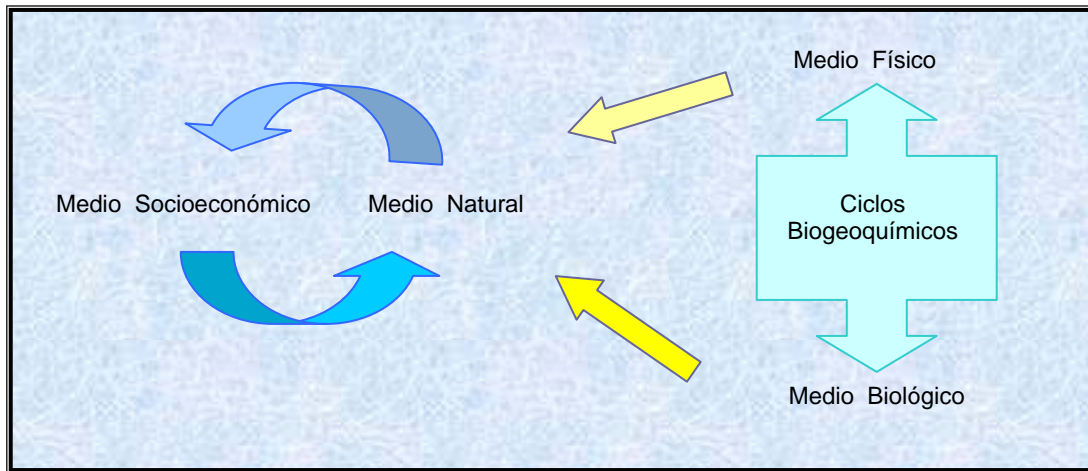 Medio Físico
Medio Socioeconómico
Medio Natural
Ciclos
Biogeoquímicos
Medio Biológico